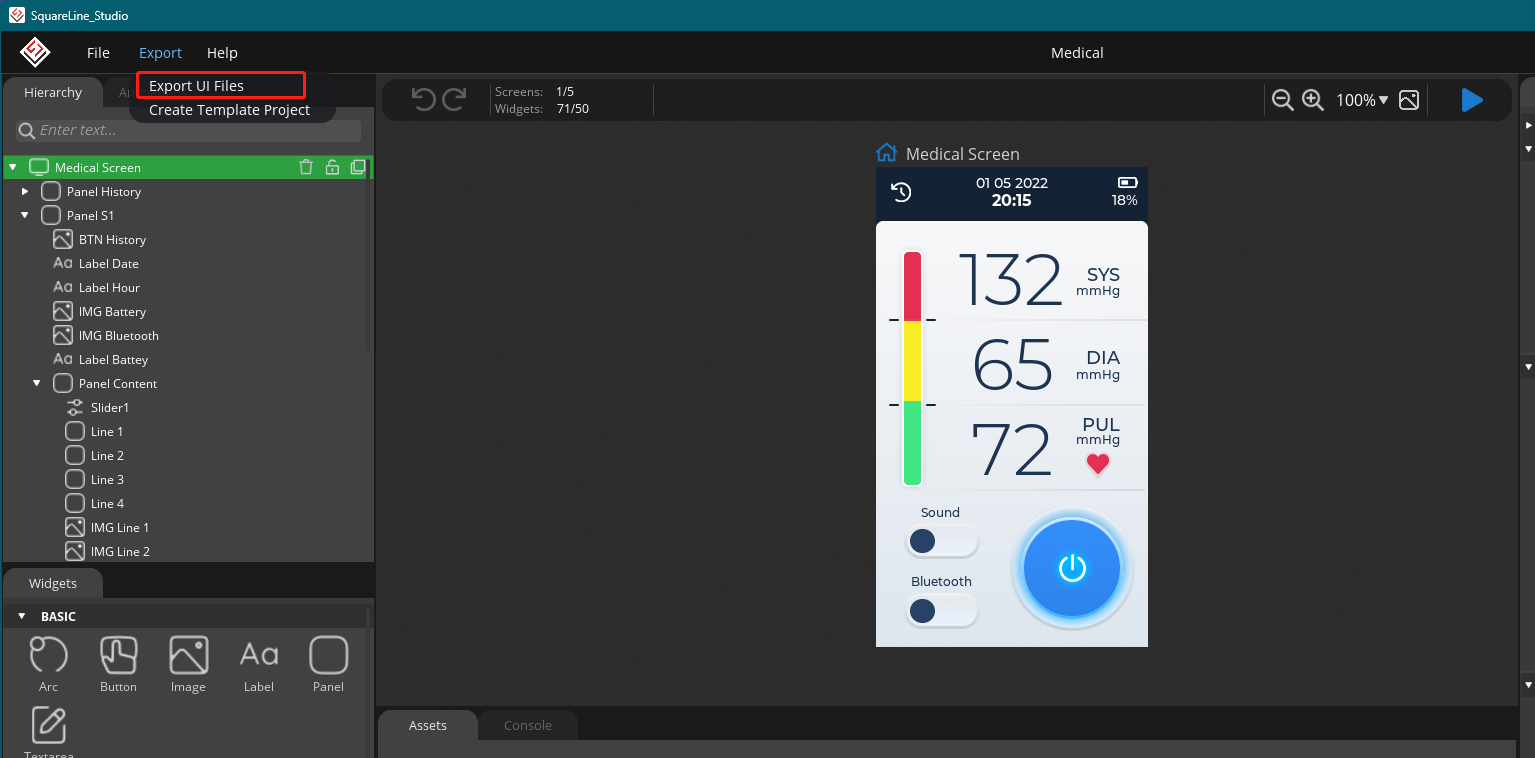 SquareLine_Studio
File Export Help Medical
Export UI Files
Create Template Project
Hierarchy
Enter text...
Medical Screen
Panel History
Panel S1
BTN History
Label Date
Label Hour
IMG Battery
IMG Bluetooth
Label Battey
Panel Content
Slider1
Line 1
Line 2
Line 3
Line 4
IMG Line 1
IMG Line 2
Widgets
BASIC
Arc Button Image Label Panel
Textarea
Screens: 1/5
Widgets: 71/50
100%
Medical Screen
01 05 2022
20:15
18%
132 SYS
mmHg
65 DIA
mmHg
72 PUL
mmHg
Sound
Bluetooth
Assets Console